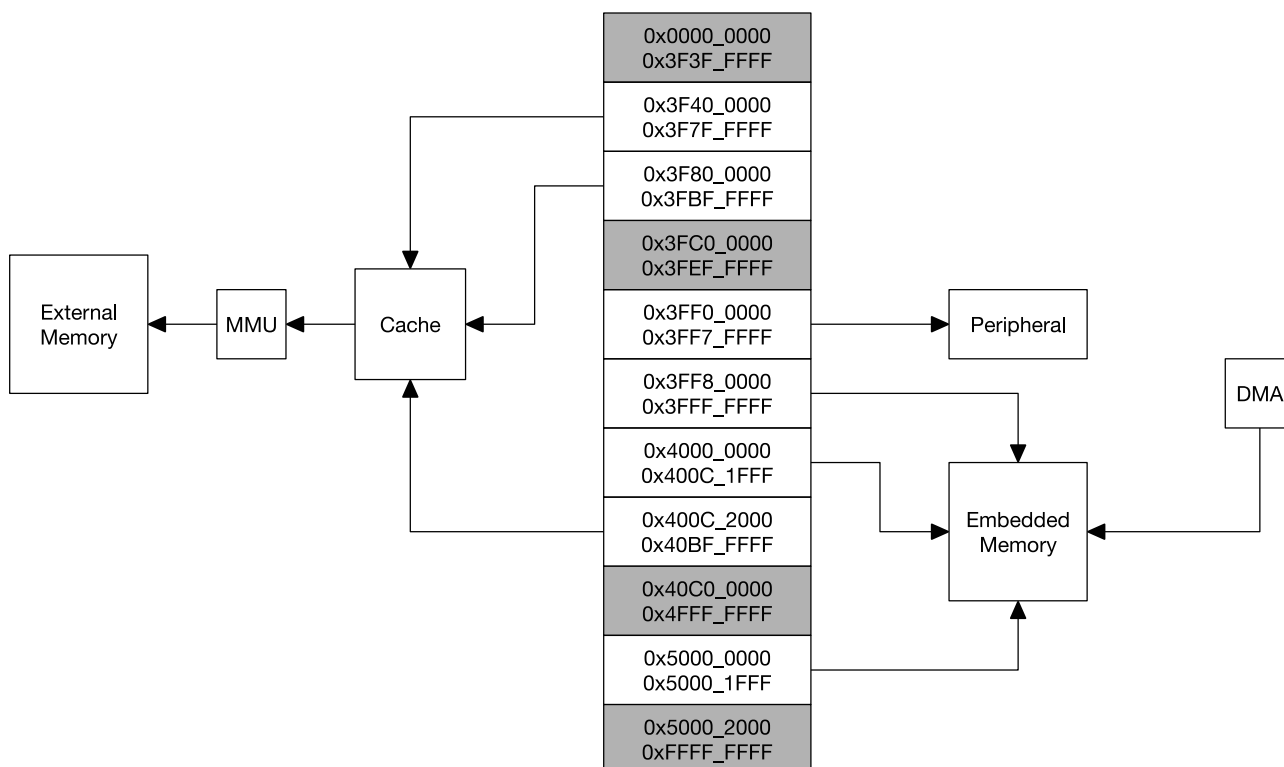 0x0000_0000
0x3F3F_FFFF
0x3F40_0000
0x3F7F_FFFF
0x3F80_0000
0x3FBF_FFFF
0x3FC0_0000
0x3FEF_FFFF
0x3FF0_0000
0x3FF7_FFFF
0x3FF8_0000
0x3FFF_FFFF
0x4000_0000
0x400C_1FFF
0x400C_2000
0x40BF_FFFF
0x40C0_0000
0x4FFF_FFFF
0x5000_0000
0x5000_1FFF
0x5000_2000
0xFFFF_FFFF
External
Memory
MMU
Cache
Peripheral
DMA
Embedded
Memory